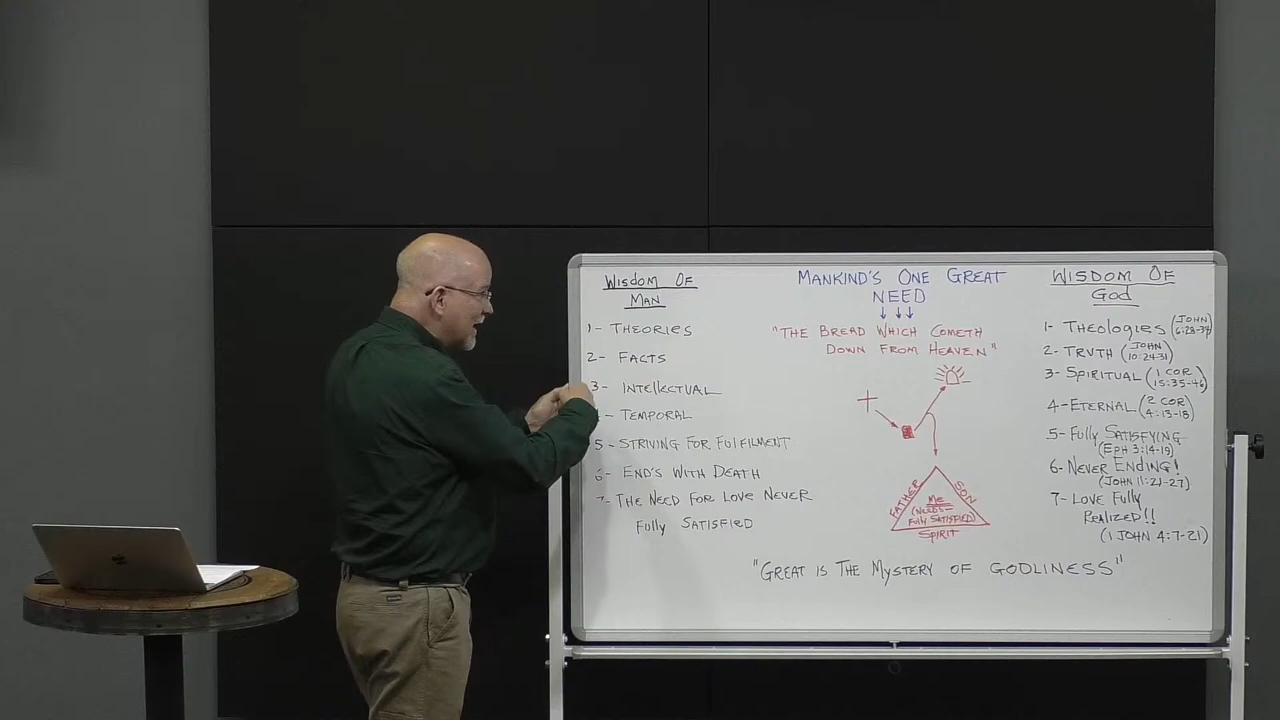 WISDOM OF
MAN
1- THEORIES
2- FACTS
3- INTELLECTUAL
- TEMPORAL
5- STRIVING FOR FULFILMENT
6- END'S WITH DEATH
7- THE NEED FOR LOVE NEVER
FULLY SATISFIED
MANKIND'S ONE GREAT
NEED
"THE BREAD WHICH COMETH
DOWN FROM HEAVEN"
FATHER
SON
ME
(NEEDS-
FULLY SATISFIED)
SPIRIT
WISDOM OF
GOD
1- THEOLOGIES (JOHN
6:28-
2- TRUTH (JOHN
10:24-31)
3- SPIRITUAL (1 COR
15:35-46)
4- ETERNAL (2 COR
4:13-18)
5- FULLY SATISFYING
(EPH 3:14-19)
6- NEVER ENDING!
(JOHN 11:21-27)
7- LOVE FULLY
REALIZED!!
(1 JOHN 4:7-21)
"GREAT IS THE MYSTERY OF GODLINESS"